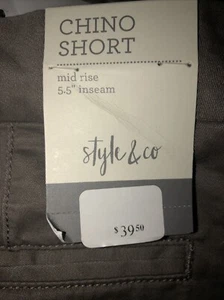 CHINO
SHORT
mid rise
5.5" inseam
style&co
$39.50